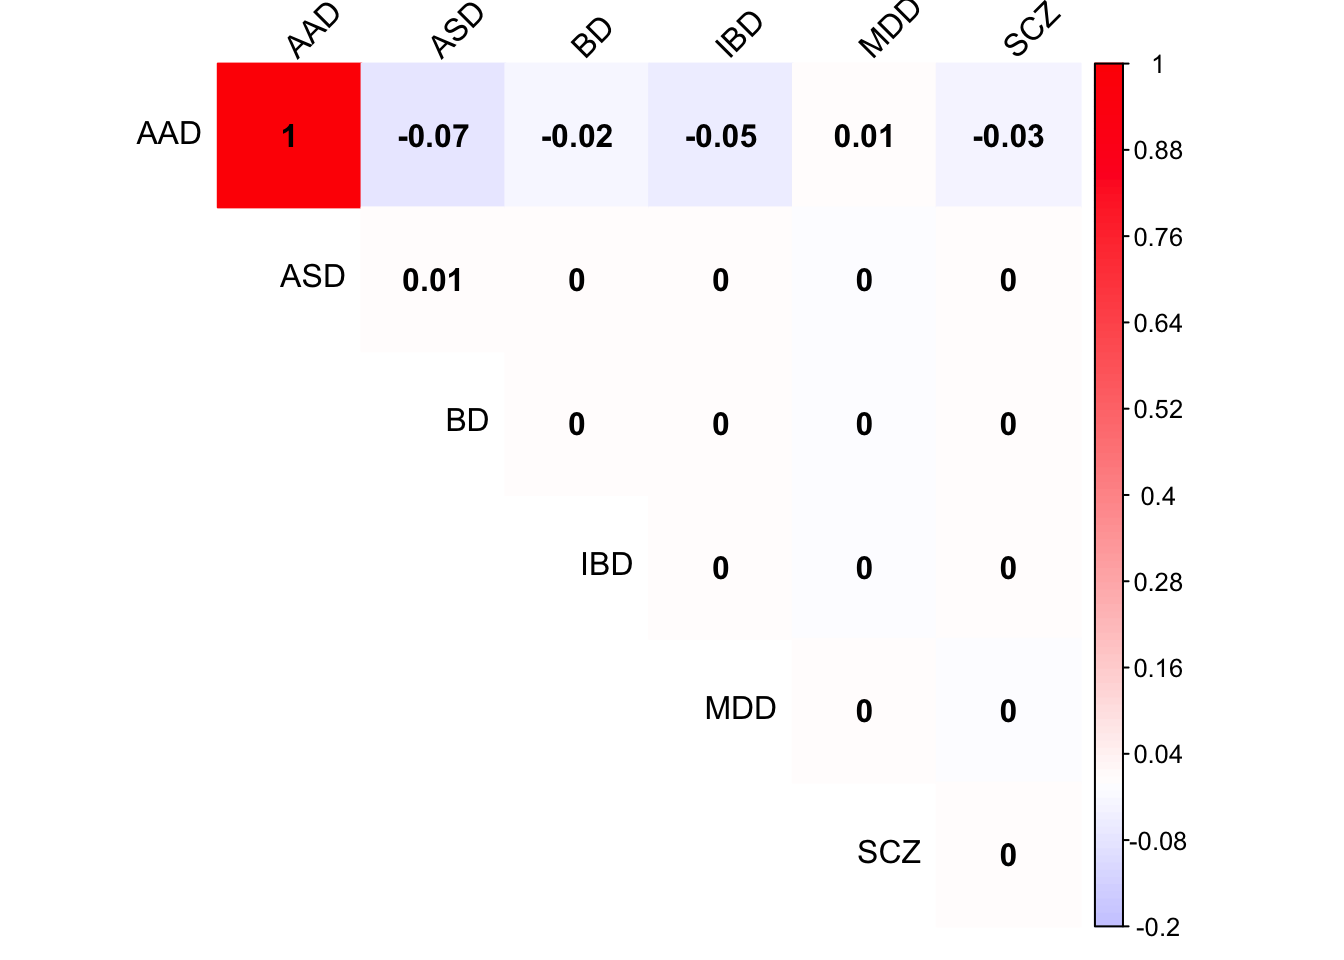 AAD ASD BD IBD MDD SCZ
AAD 1 -0.07 -0.02 -0.05 0.01 -0.03
ASD 0.01 0 0 0 0
BD 0 0 0 0
IBD 0 0 0
MDD 0 0
SCZ 0
1
0.88
0.76
0.64
0.52
0.4
0.28
0.16
0.04
-0.08
-0.2